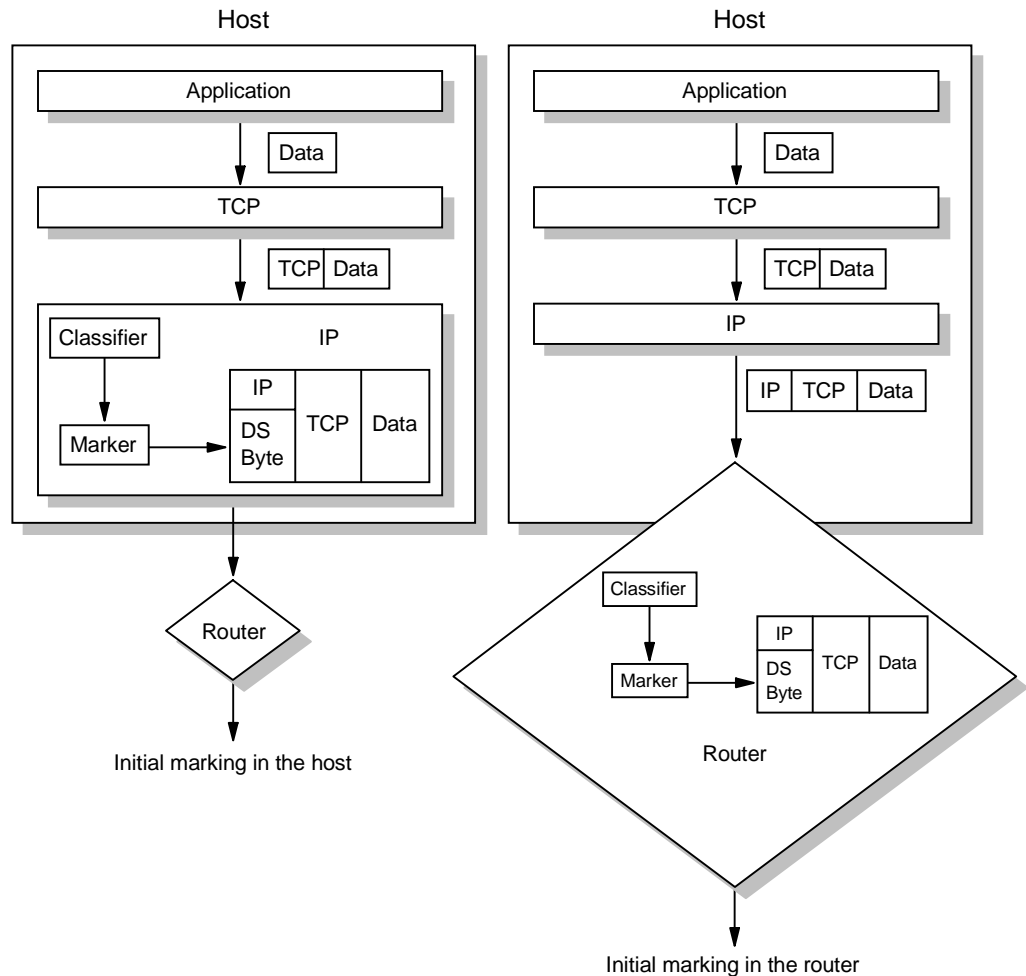 Host
Application
Data
TCP
TCP Data
Classifier
IP
IP
Marker
DS
Byte
TCP
Data
Router
Initial marking in the host
Host
Application
Data
TCP
TCP Data
IP
IP TCP Data
Classifier
Marker
IP
DS
Byte
TCP
Data
Router
Initial marking in the router